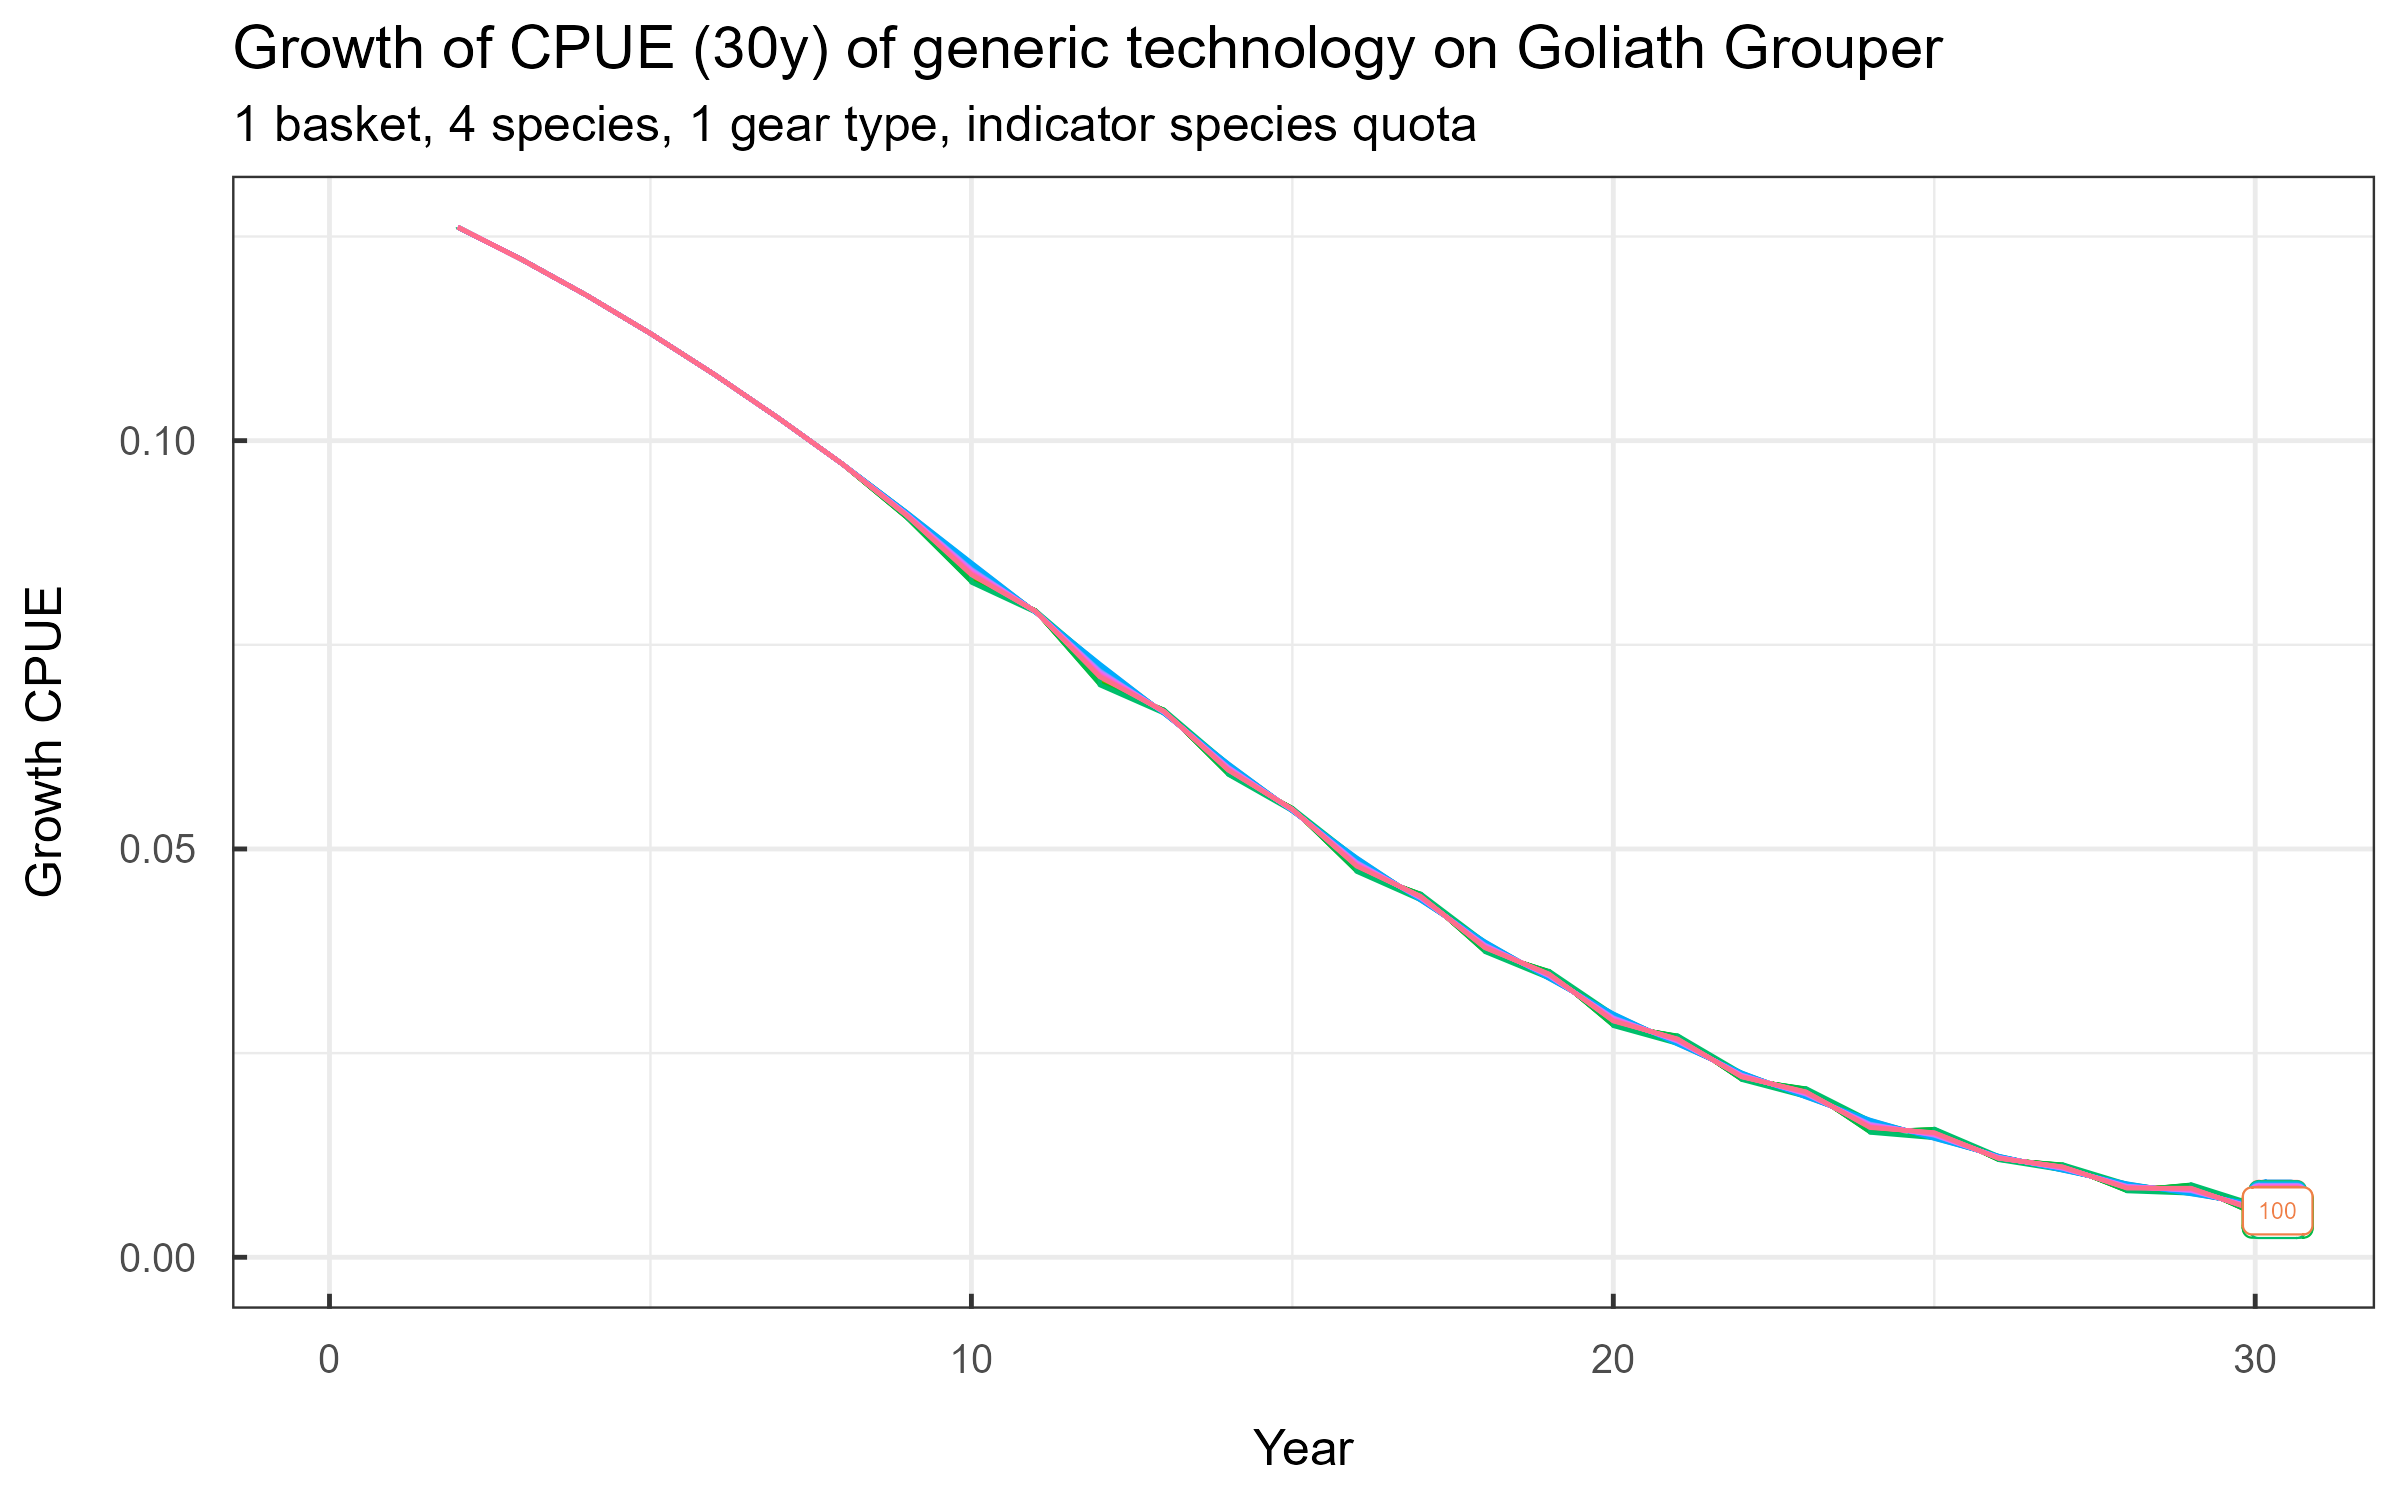 Growth of CPUE (30y) of generic technology on Goliath Grouper
1 basket, 4 species, 1 gear type, indicator species quota
Growth CPUE
0.10
0.05
0.00
100
0 10 20 30
Year